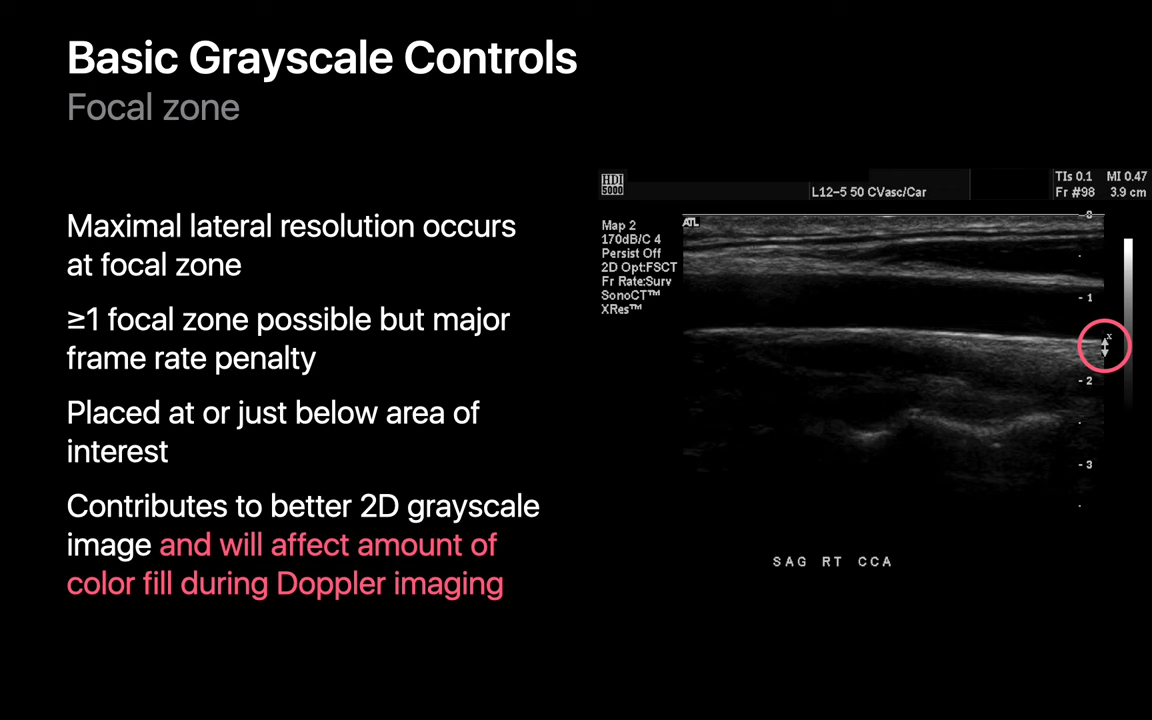 Basic Grayscale Controls
Focal zone
Maximal lateral resolution occurs
at focal zone
≥1 focal zone possible but major
frame rate penalty
Placed at or just below area of
interest
Contributes to better 2D grayscale
image and will affect amount of
color fill during Doppler imaging
HDI
5000
L12-5 50 CVasc/Car
TIs 0.1 MI 0.47
Fr #98 3.9 cm
Map 2
170dB/C 4
Persist Off
2D Opt:FSCT
Fr Rate:Surv
SonoCT™
XRes™
ATL
- 1
x
- 2
- 3
SAG RT CCA